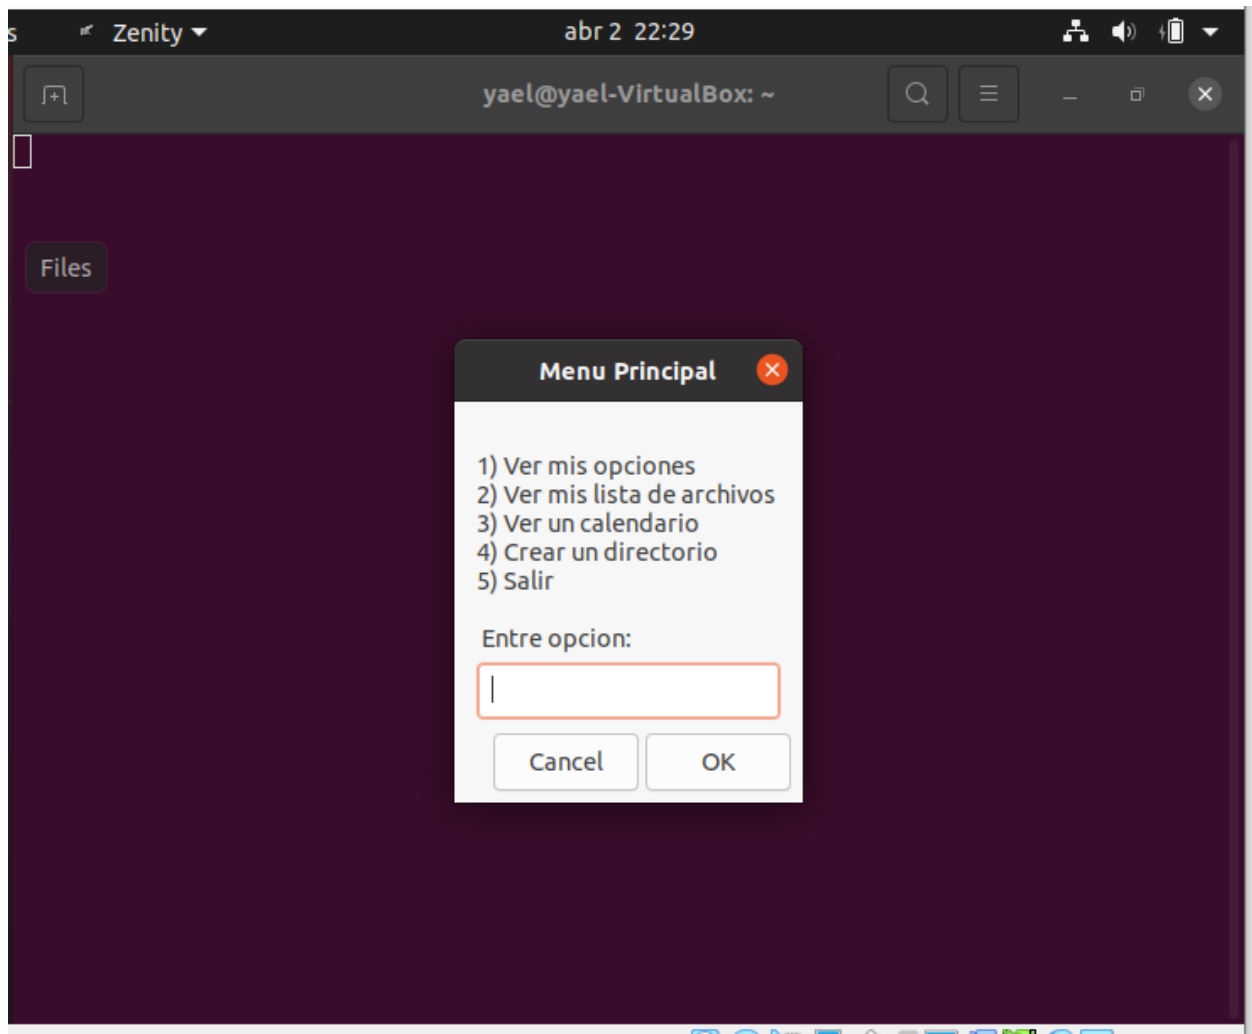 s Zenity abr 2 22:29
yael@yael-VirtualBox: ~
Files
Menu Principal
1) Ver mis opciones
2) Ver mis lista de archivos
3) Ver un calendario
4) Crear un directorio
5) Salir
Entre opcion:
Cancel OK